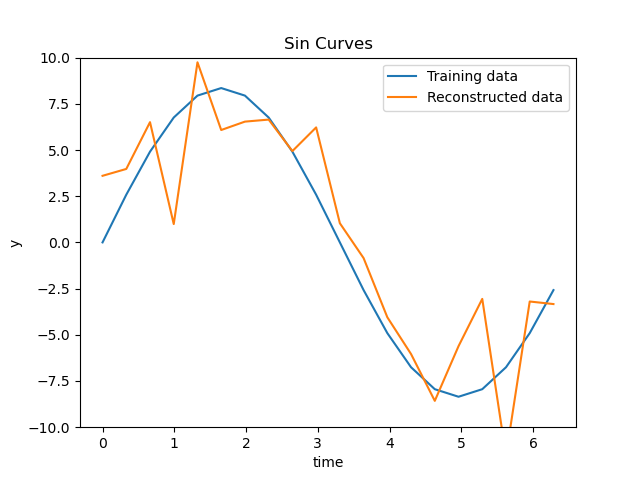 Sin Curves
Training data
Reconstructed data
10.0
7.5
5.0
2.5
0.0
−2.5
−5.0
−7.5
−10.0
y
0 1 2 3 4 5 6
time